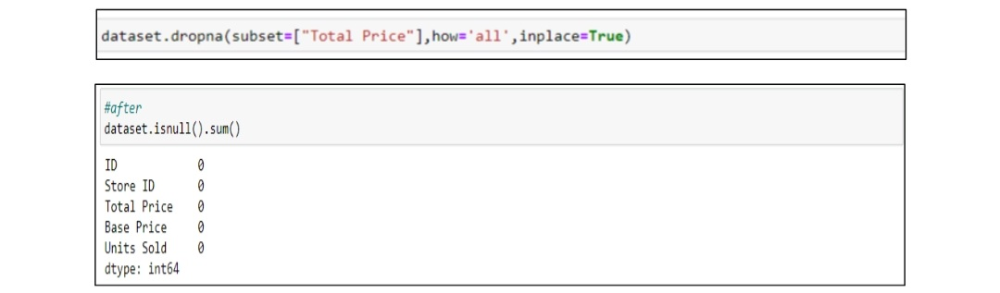 dataset.dropna(subset=["Total Price"],how='all',inplace=True)
#after
dataset.isnull().sum()
ID 0
Store ID 0
Total Price 0
Base Price 0
Units Sold 0
dtype: int64